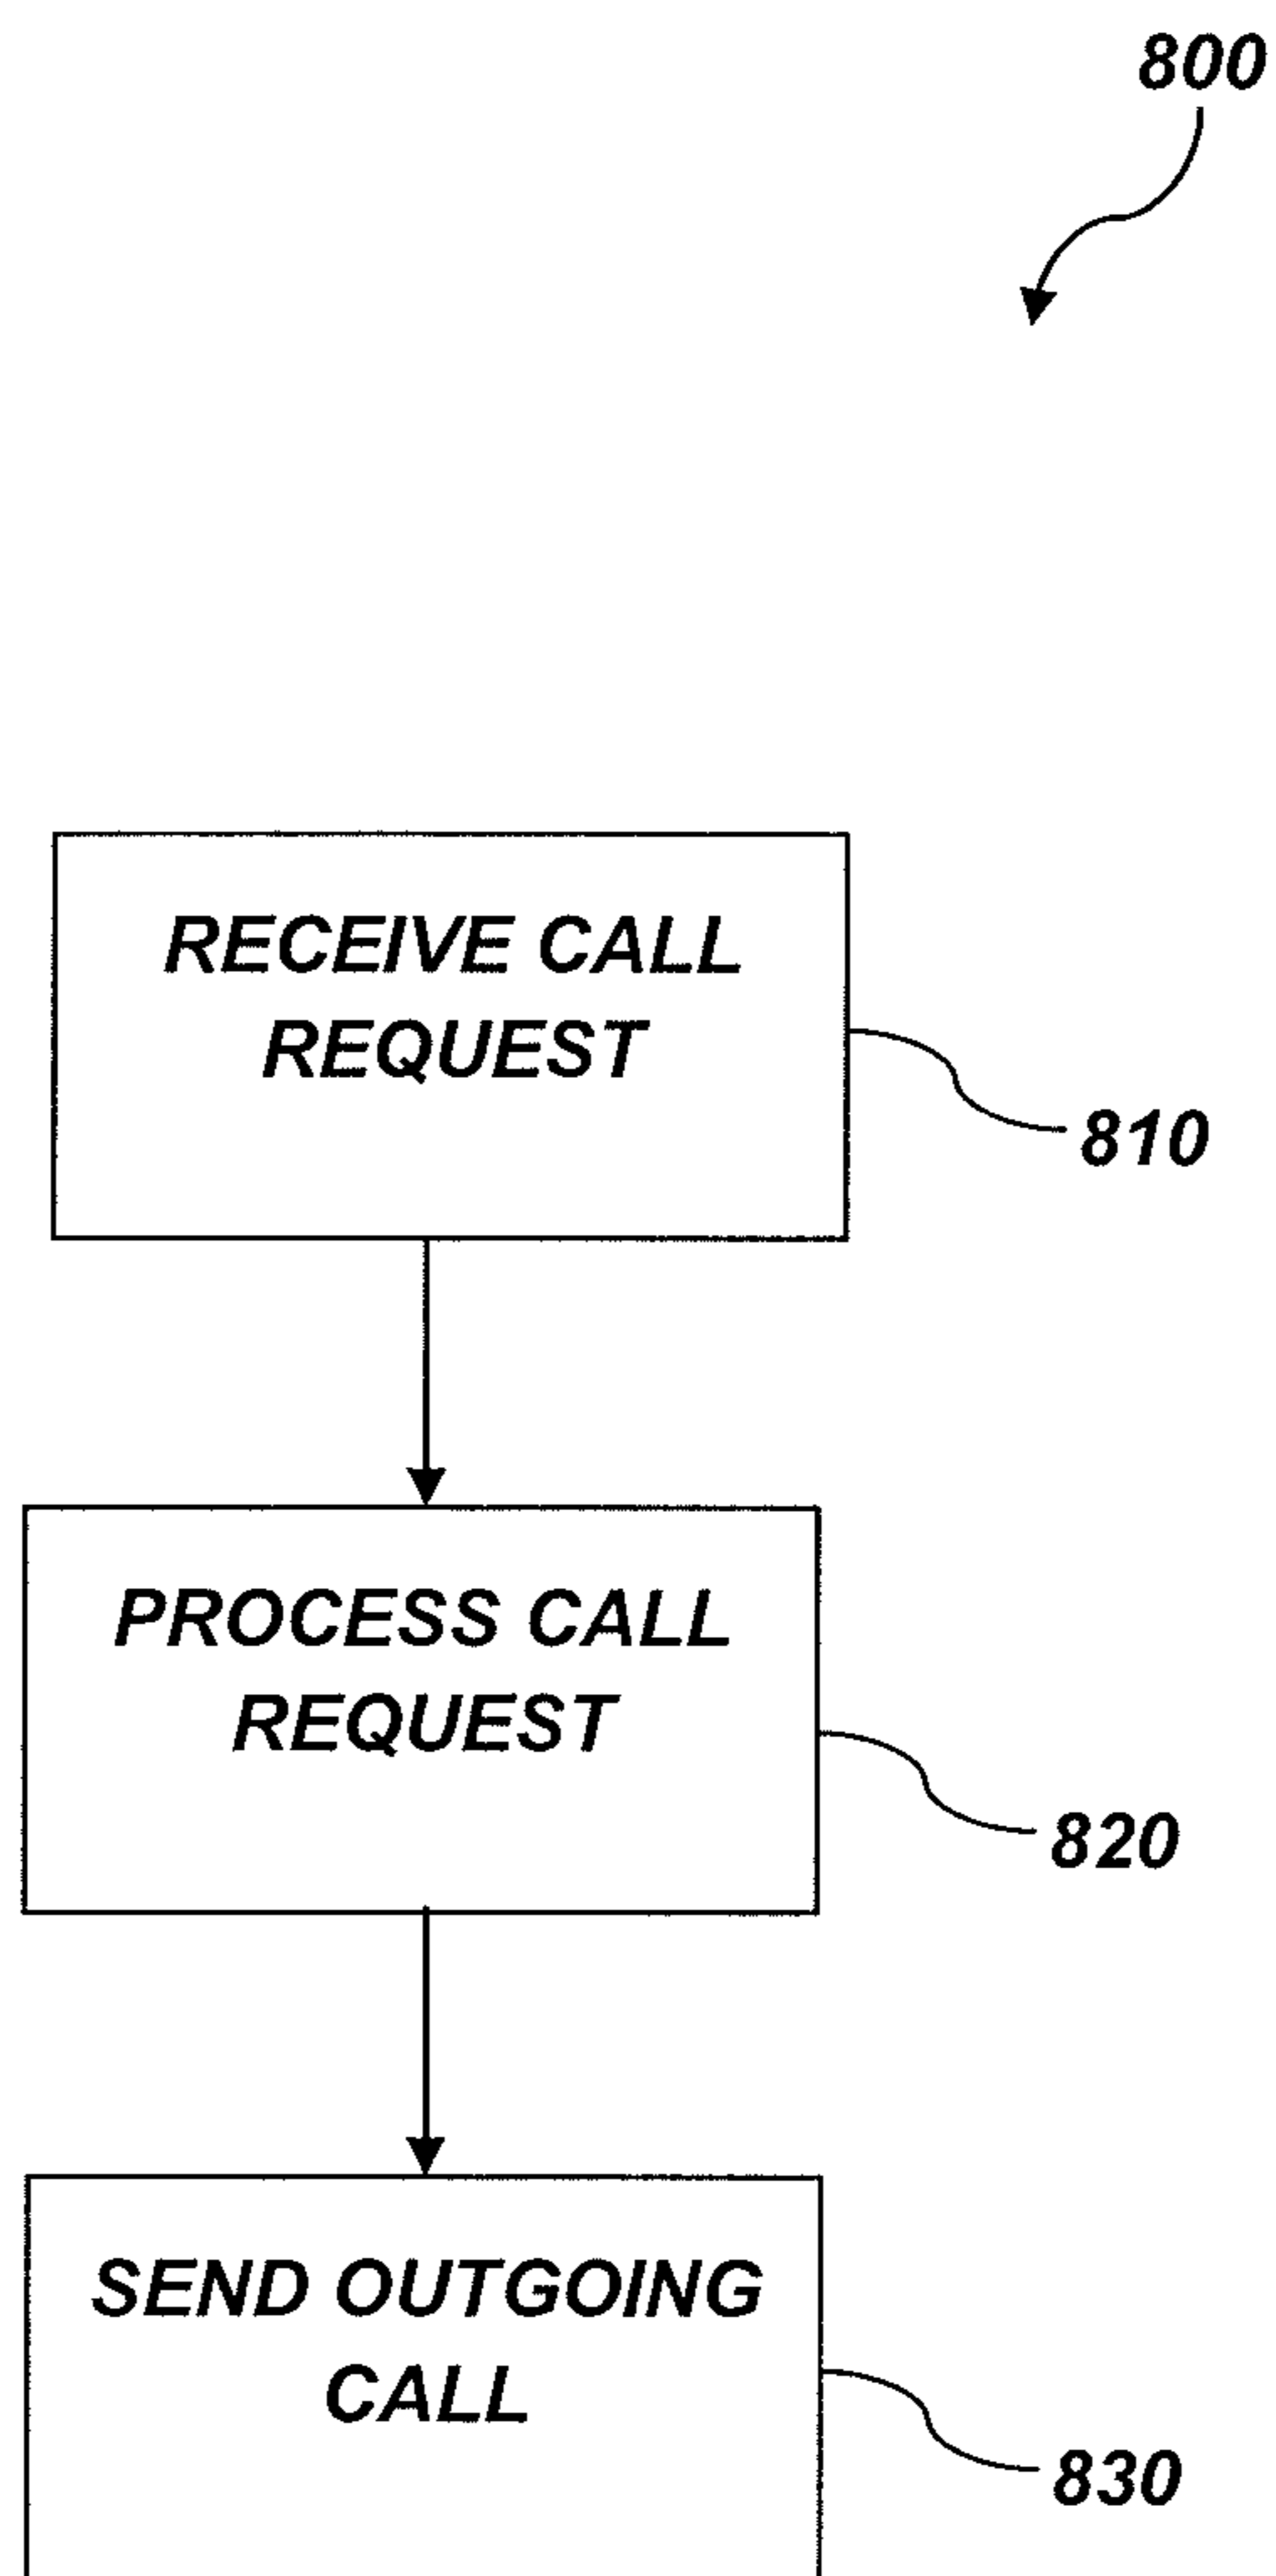 800
RECEIVE CALL
REQUEST
810
PROCESS CALL
REQUEST
820
SEND OUTGOING
CALL
830